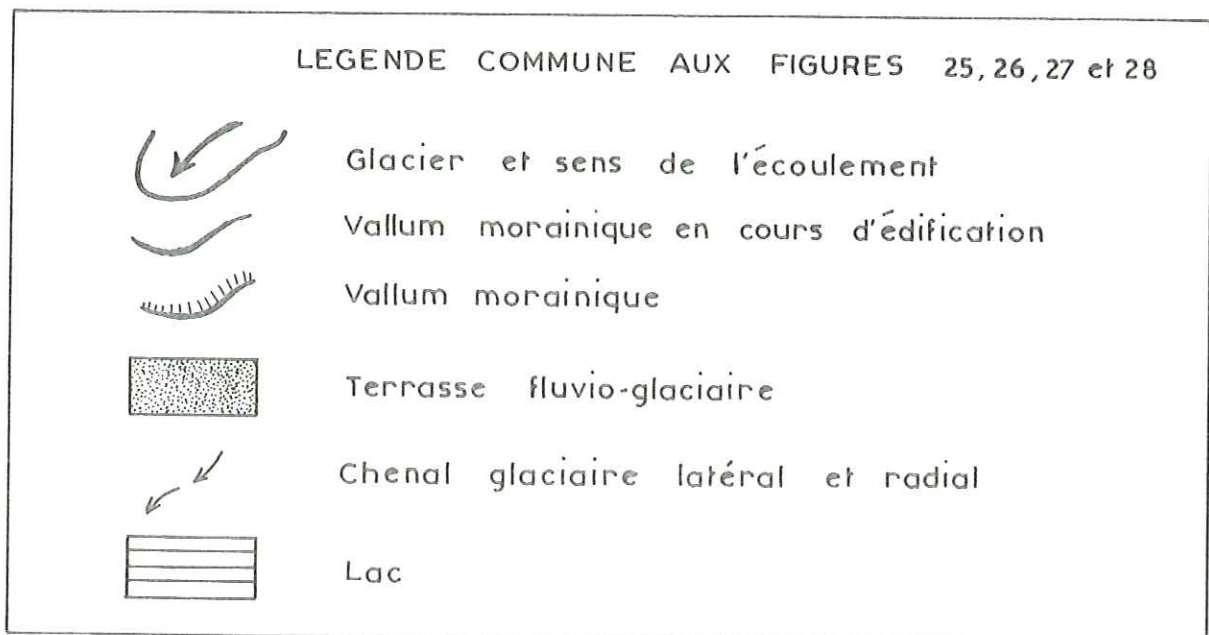 LEGENDE COMMUNE AUX FIGURES 25, 26, 27 et 28
Glacier et sens de l'écoulement
Vallum morainique en cours d'édification
Vallum morainique
Terrasse fluvio-glaciaire
Chenal glaciaire latéral et radial
Lac